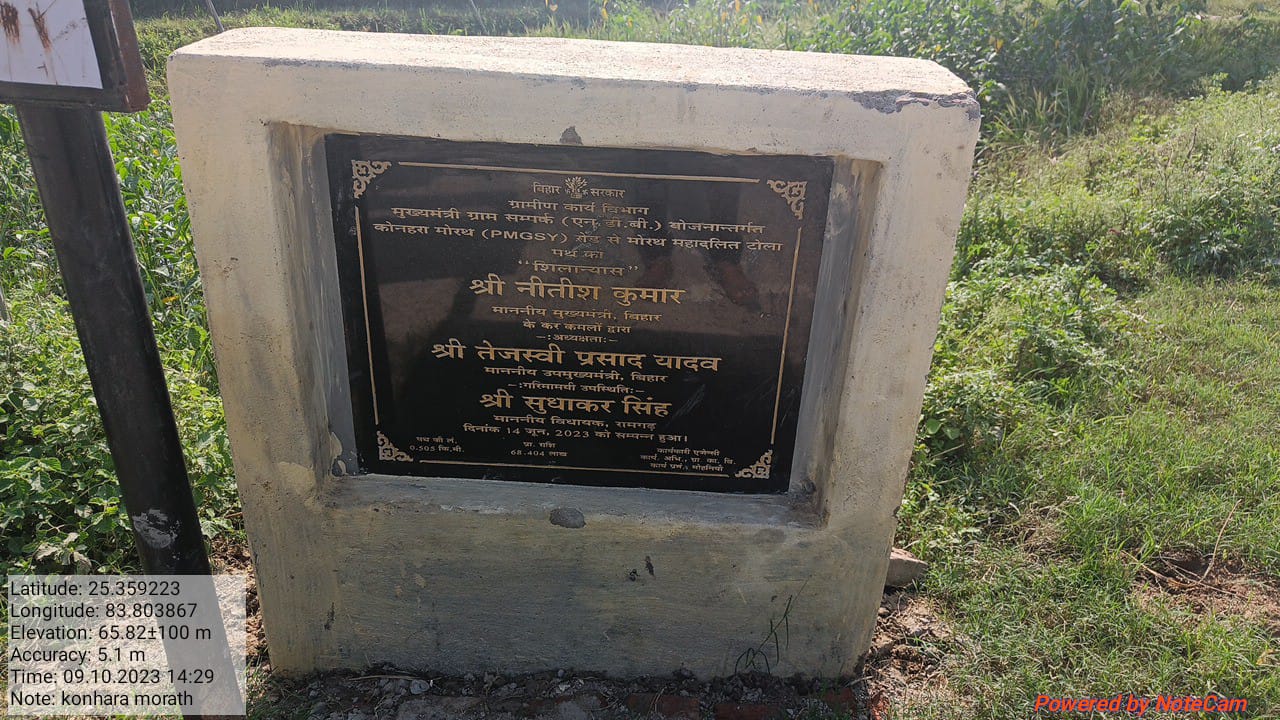 बिहार सरकार
ग्रामीण कार्य विभाग
मुख्यमंत्री ग्राम सम्पर्क (एन.डी.बी.) योजनान्तर्गत
कोनहरा मोरथ (PMGSY) रोड से मोरथ महादलित टोला
पथ का
“शिलान्यास”
श्री नीतीश कुमार
माननीय मुख्यमंत्री, बिहार
के कर कमलों द्वारा
-:अध्यक्षता:-
श्री तेजस्वी प्रसाद यादव
माननीय उपमुख्यमंत्री, बिहार
-:गरिमामयी उपस्थिति:-
श्री सुधाकर सिंह
माननीय विधायक, रामगढ़
दिनांक 14 जून, 2023 को सम्पन्न हुआ।
पथ की लं.
0.505 कि.मी.
प्रा. राशि
68.404 लाख
कार्यकारी एजेन्सी
कार्य. अभि., ग्रा. का. वि.
कार्य प्रमं., मोहनियाँ
Latitude: 25.359223
Longitude: 83.803867
Elevation: 65.82±100 m
Accuracy: 5.1 m
Time: 09.10.2023 14:29
Note: konhara morath
Powered by NoteCam